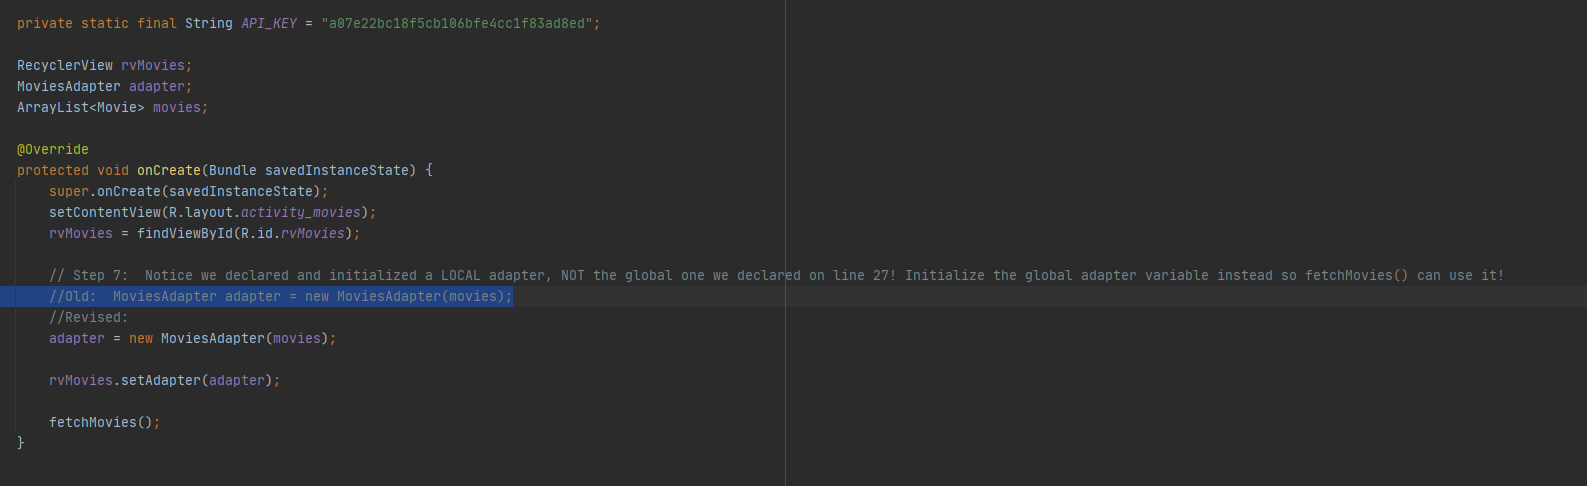 private static final String API_KEY = "a07e22bc18f5cb106bfe4cc1f83ad8ed";
RecyclerView rvMovies;
MoviesAdapter adapter;
ArrayList<Movie> movies;
@Override
protected void onCreate(Bundle savedInstanceState) {
super.onCreate(savedInstanceState);
setContentView(R.layout.activity_movies);
rvMovies = findViewById(R.id.rvMovies);
// Step 7:  Notice we declared and initialized a LOCAL adapter, NOT the global one we declared on line 27! Initialize the global adapter variable instead so fetchMovies() can use it!
//Old:  MoviesAdapter adapter = new MoviesAdapter(movies);
//Revised:
adapter = new MoviesAdapter(movies);
rvMovies.setAdapter(adapter);
fetchMovies();
}